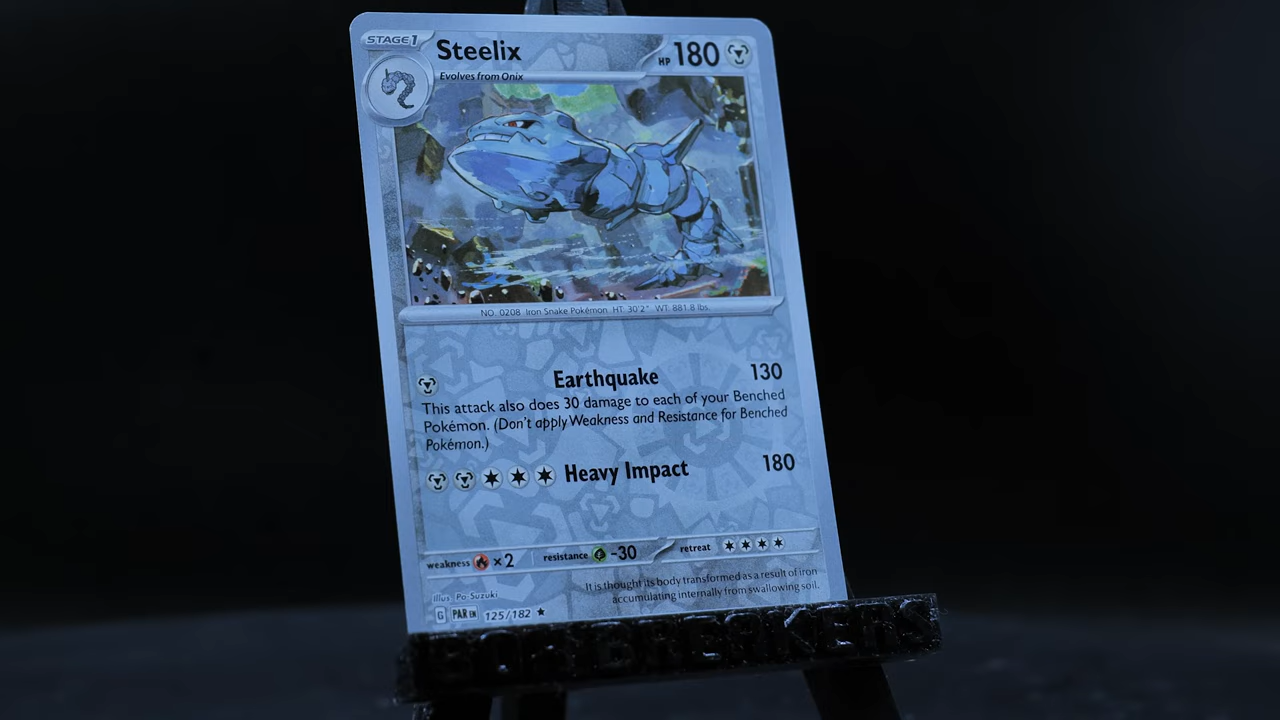 STAGE1
Steelix
HP 180
Evolves from Onix
NO. 0208 Iron Snake Pokémon HT: 30'2" WT: 881.8 lbs.
Earthquake 130
This attack also does 30 damage to each of your Benched
Pokémon. (Don't apply Weakness and Resistance for Benched
Pokémon.)
Heavy Impact 180
weakness ×2 resistance -30 retreat
It is thought its body transformed as a result of iron
accumulating internally from swallowing soil.
Illus. Po-Suzuki
G PAR EN 125/182 ★
BOX BREAKERS